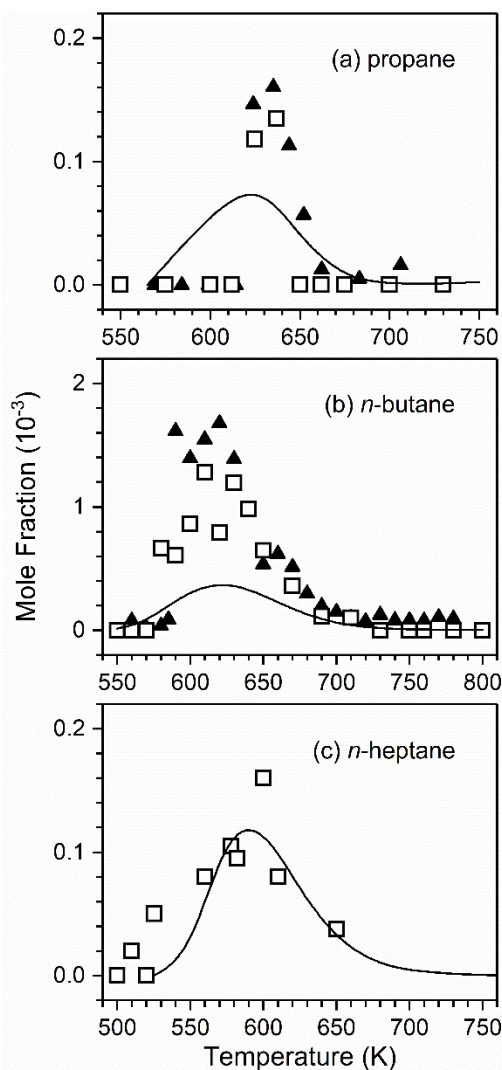 0.2
(a) propane
0.1
0.0
550 600 650 700 750
2
(b) n-butane
1
0
550 600 650 700 750 800
Mole Fraction (10⁻³)
0.2
(c) n-heptane
0.1
0.0
500 550 600 650 700 750
Temperature (K)